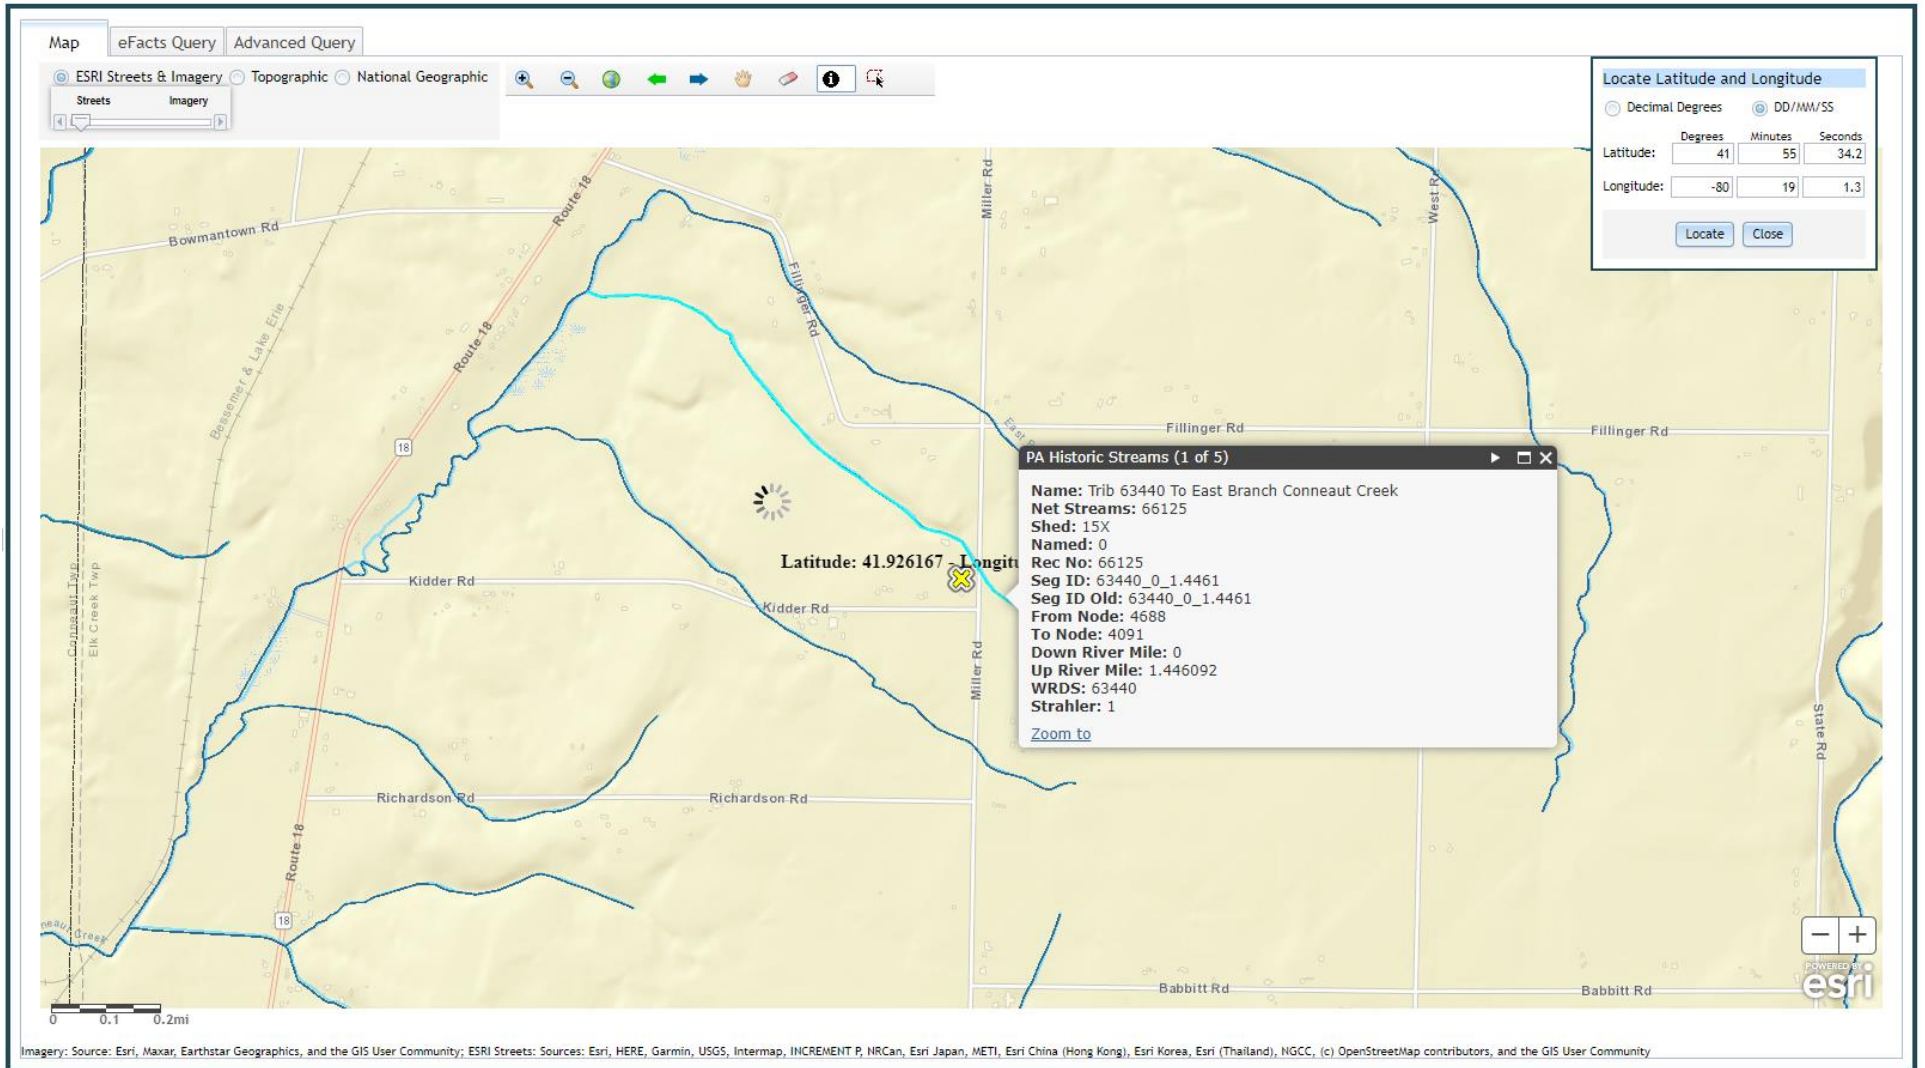 Map eFacts Query Advanced Query
ESRI Streets & Imagery Topographic National Geographic
Streets Imagery
Locate Latitude and Longitude
Decimal Degrees DD/MM/SS
Degrees Minutes Seconds
Latitude: 41 55 34.2
Longitude: -80 19 1.3
Locate Close
Bowmantown Rd
Route 18
Miller Rd
West Rd
Fillinger Rd
Bessemer & Lake Erie
Route 18
18
Fillinger Rd
Fillinger Rd
East
PA Historic Streams (1 of 5)
Name: Trib 63440 To East Branch Conneaut Creek
Net Streams: 66125
Shed: 15X
Named: 0
Rec No: 66125
Seg ID: 63440_0_1.4461
Seg ID Old: 63440_0_1.4461
From Node: 4688
To Node: 4091
Down River Mile: 0
Up River Mile: 1.446092
WRDS: 63440
Strahler: 1
Zoom to
Latitude: 41.926167 - Longitu
Kidder Rd
Kidder Rd
Conneaut Twp
Elk Creek Twp
Miller Rd
State Rd
Richardson Rd
Richardson Rd
Route 18
18
neaut Creek
Babbitt Rd
Babbitt Rd
− +
POWERED BY
esri
0 0.1 0.2mi
Imagery: Source: Esri, Maxar, Earthstar Geographics, and the GIS User Community; ESRI Streets: Sources: Esri, HERE, Garmin, USGS, Intermap, INCREMENT P, NRCan, Esri Japan, METI, Esri China (Hong Kong), Esri Korea, Esri (Thailand), NGCC, (c) OpenStreetMap contributors, and the GIS User Community